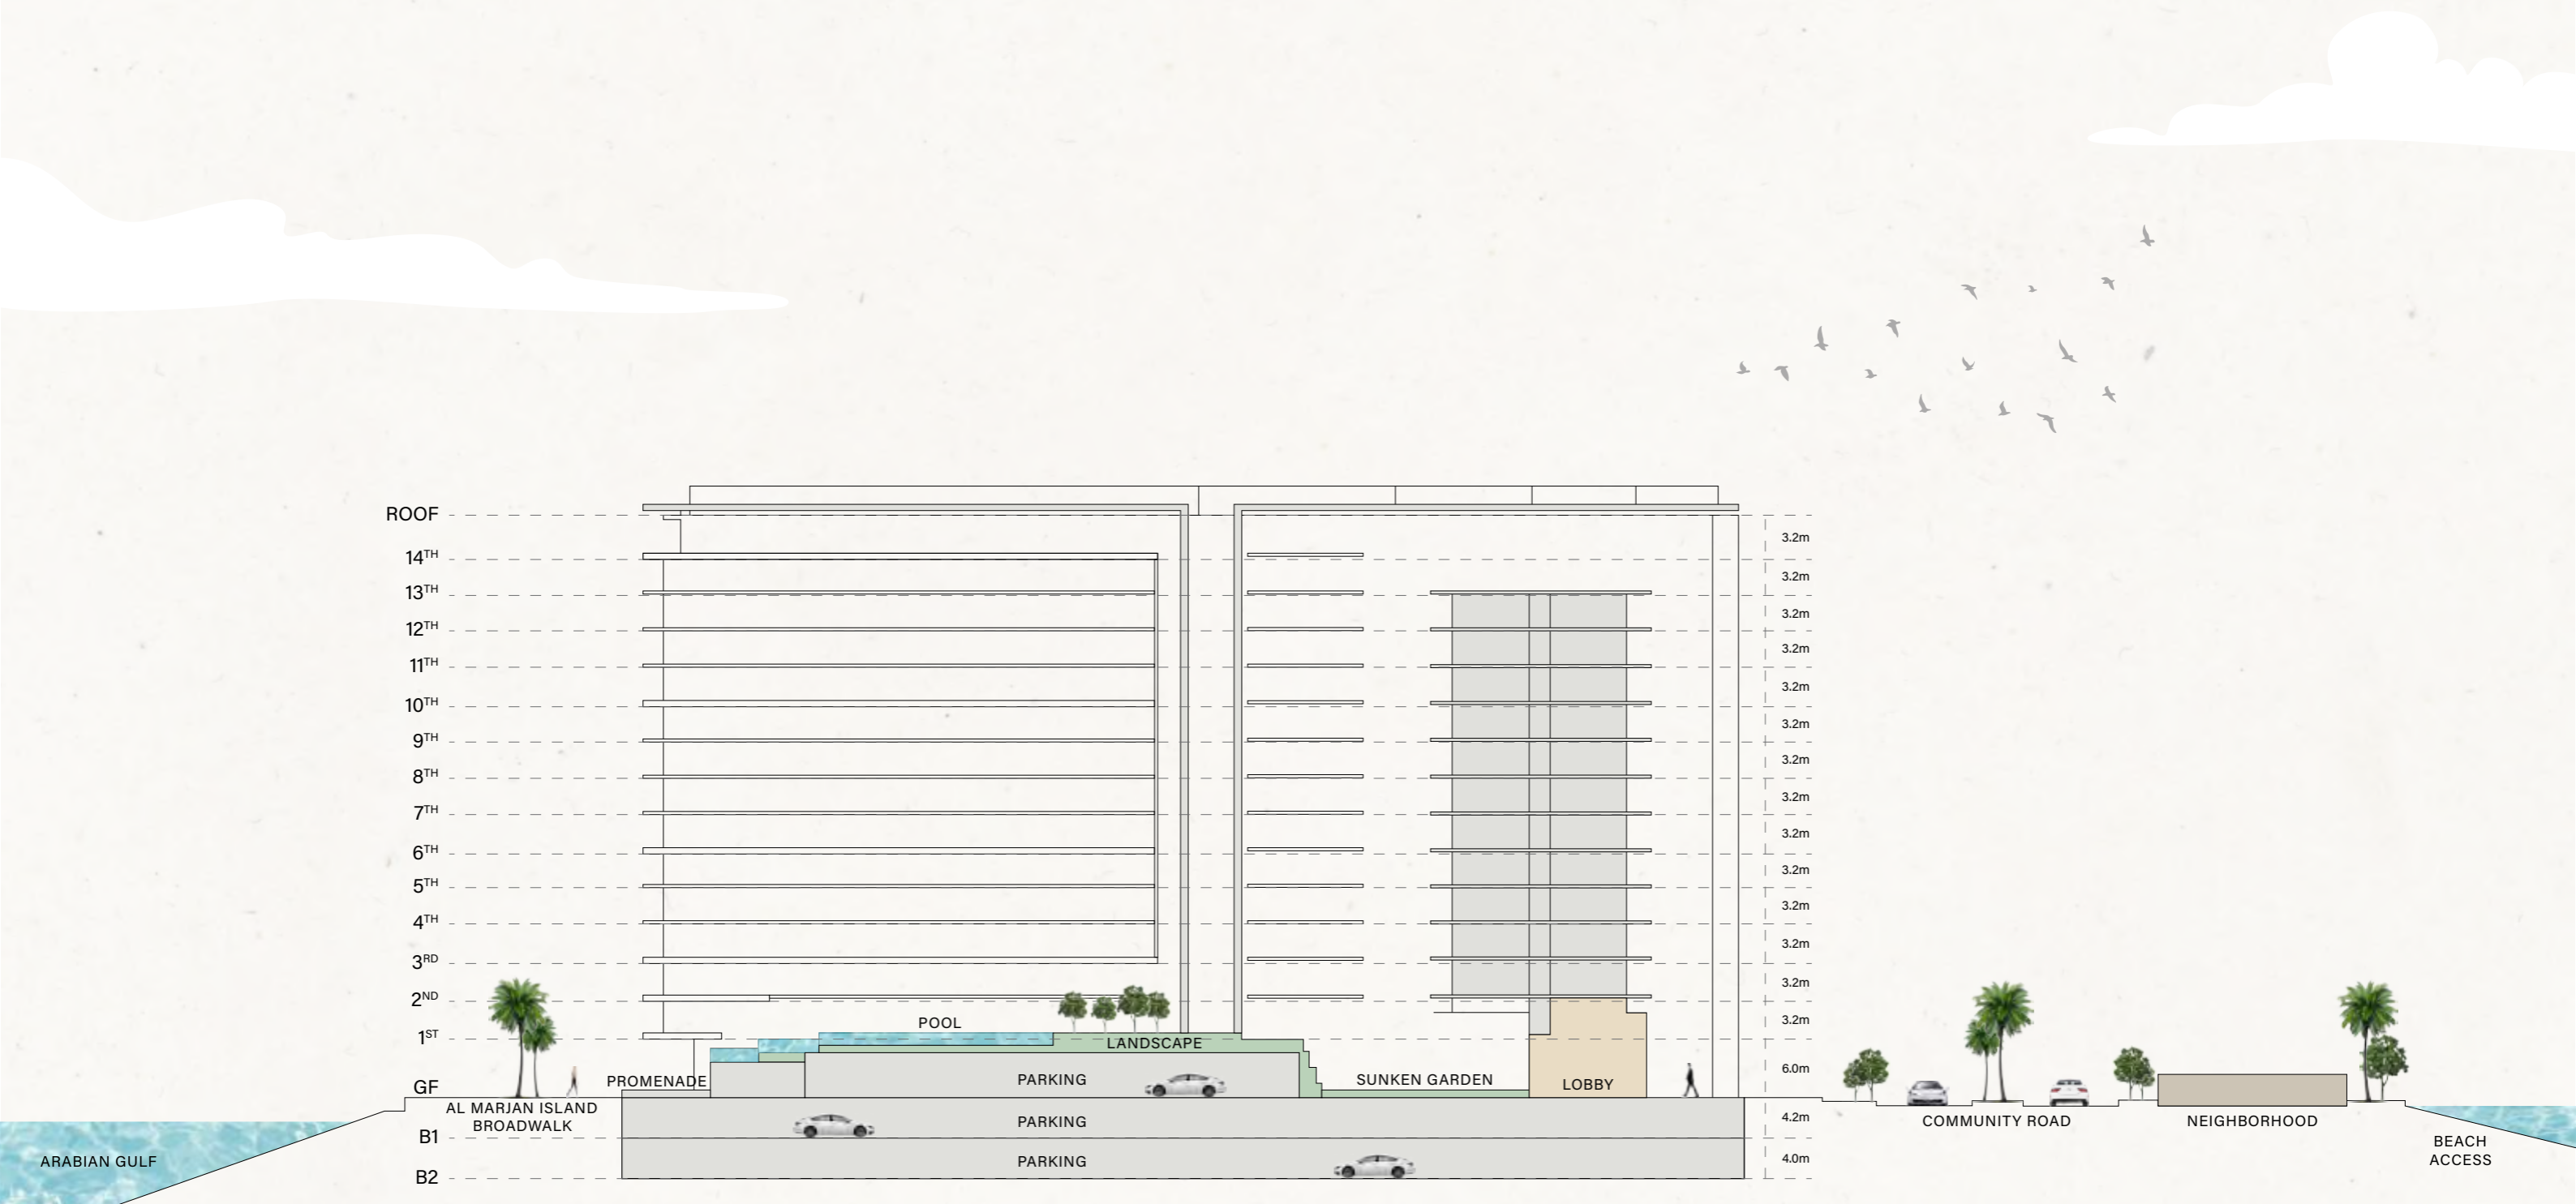 ROOF
3.2m
14TH
3.2m
13TH
3.2m
12TH
3.2m
11TH
3.2m
10TH
3.2m
9TH
3.2m
8TH
3.2m
7TH
3.2m
6TH
3.2m
5TH
3.2m
4TH
3.2m
3RD
3.2m
2ND
3.2m
POOL
1ST
LANDSCAPE
6.0m
GF
PROMENADE
PARKING
SUNKEN GARDEN
LOBBY
AL MARJAN ISLAND
BROADWALK
PARKING
4.2m
COMMUNITY ROAD
NEIGHBORHOOD
B1
ARABIAN GULF
PARKING
4.0m
BEACH
ACCESS
B2